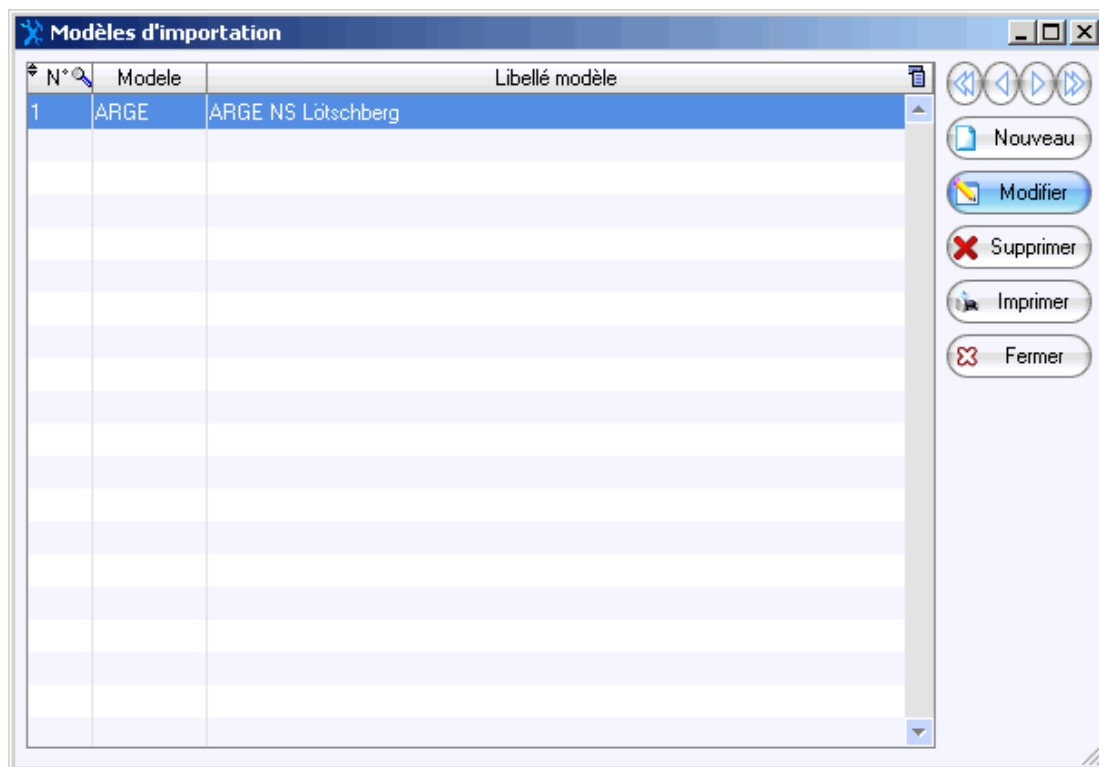 Modèles d'importation
N° Modele Libellé modèle
1 ARGE ARGE NS Lötschberg
Nouveau
Modifier
Supprimer
Imprimer
Fermer